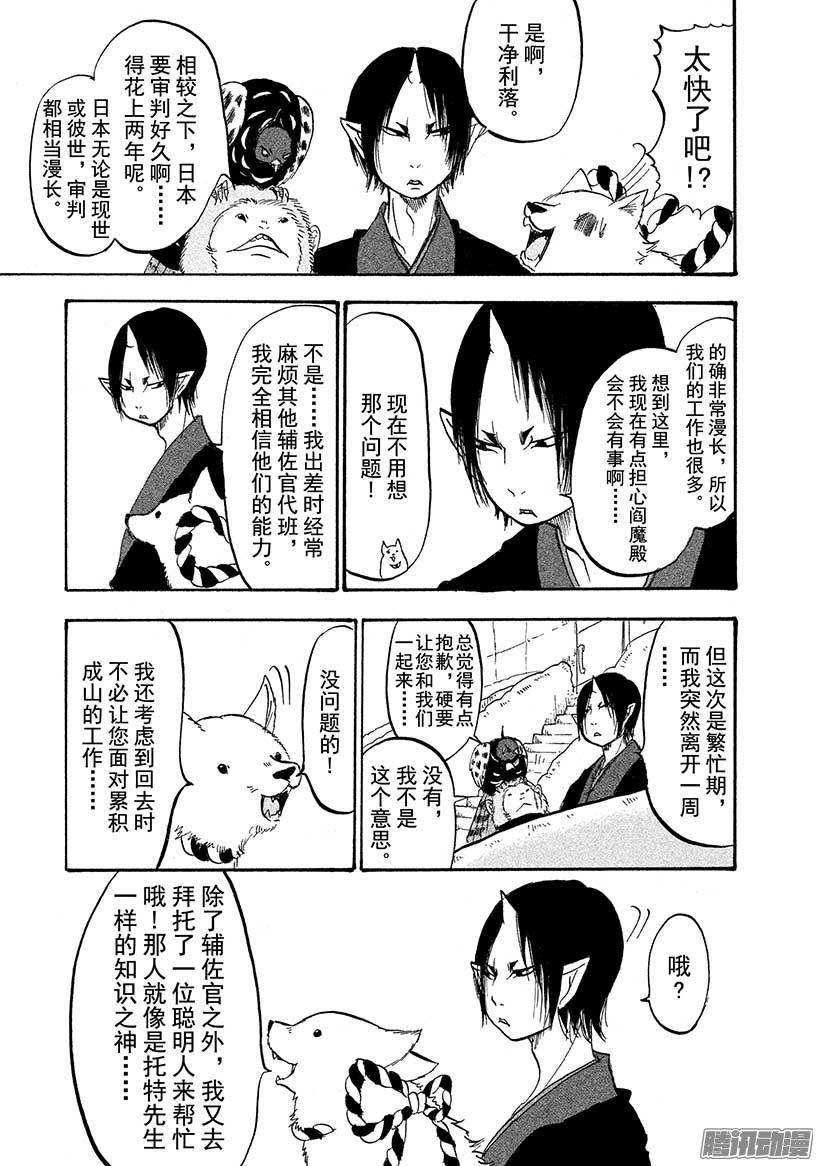 太快了吧!?
是啊,
干净利落。
相较之下,日本
要审判好久啊……
得花上两年呢。
日本无论是现世
或彼世,审判
都相当漫长。
的确非常漫长,所以
我们的工作也很多。
想到这里,
我现在有点担心阎魔殿
会不会有事啊……
现在不用想
那个问题!
不是……我出差时经常
麻烦其他辅佐官代班,
我完全相信他们的能力。
但这次是繁忙期,
而我突然离开一周
……
总觉得有点
抱歉,硬要
让您和我们
一起来……
没有,
我不是
这个意思。
没问题的!
我还考虑到回去时
不必让您面对累积
成山的工作……
哦?
除了辅佐官之外,我又去
拜托了一位聪明人来帮忙
哦!那人就像是托特先生
一样的知识之神……
腾讯动漫